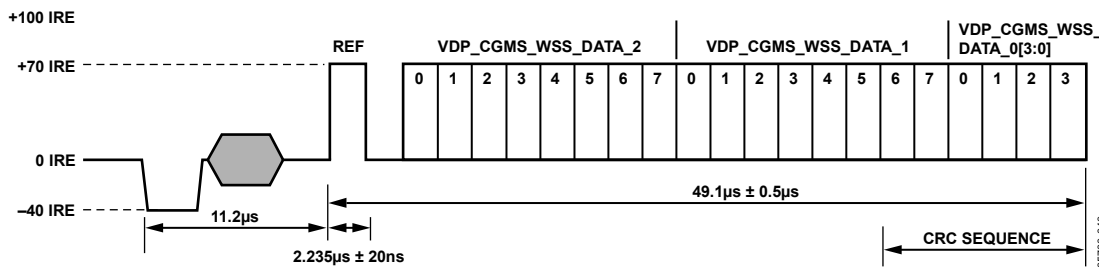 +100 IRE
REF
VDP_CGMS_WSS_DATA_2
VDP_CGMS_WSS_DATA_1
VDP_CGMS_WSS_
DATA_0[3:0]
+70 IRE
0 1 2 3 4 5 6 7 0 1 2 3 4 5 6 7 0 1 2 3
0 IRE
49.1µs ± 0.5µs
–40 IRE
11.2µs
CRC SEQUENCE
2.235µs ± 20ns